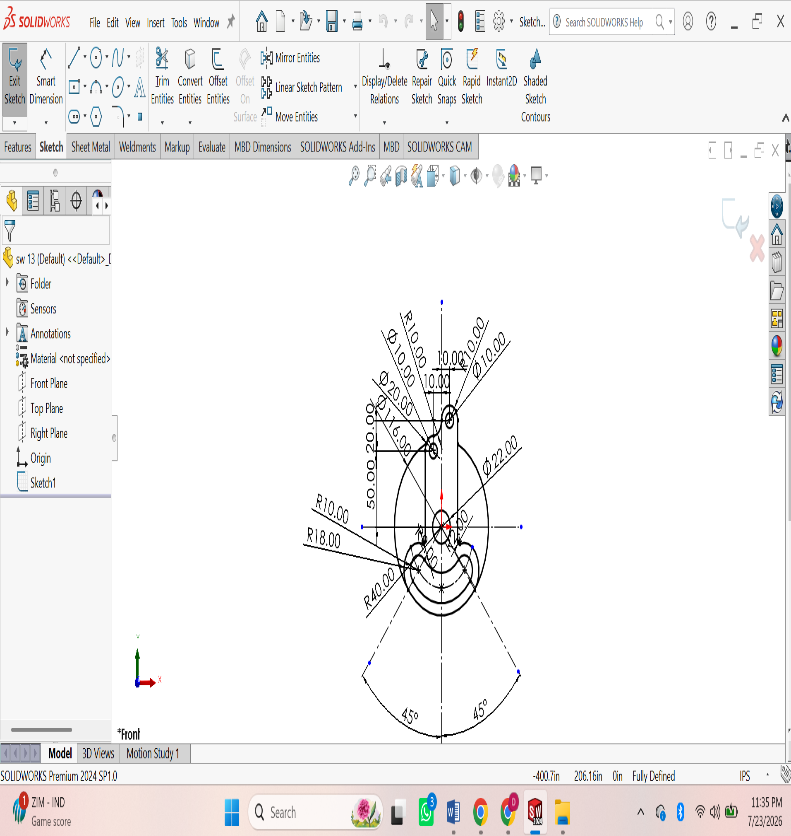 SOLIDWORKS
File Edit View Insert Tools Window
Sketch...
Search SOLIDWORKS Help
Exit Sketch
Smart Dimension
Trim Entities
Convert Entities
Offset Entities
Offset On Surface
Mirror Entities
Linear Sketch Pattern
Move Entities
Display/Delete Relations
Repair Sketch
Quick Snaps
Rapid Sketch
Instant2D
Shaded Sketch Contours
Features Sketch Sheet Metal Weldments Markup Evaluate MBD Dimensions SOLIDWORKS Add-Ins MBD SOLIDWORKS CAM
sw 13 (Default) <<Default>_D
Folder
Sensors
Annotations
Material <not specified>
Front Plane
Top Plane
Right Plane
Origin
Sketch1
R10.00
Ø10.00
Ø20.00
Ø116.00
10.00
10.00
R10.00
Ø10.00
20.00
50.00
Ø22.00
R10.00
R18.00
R40.00
45°
45°
*Front
Model 3D Views Motion Study 1
SOLIDWORKS Premium 2024 SP1.0
-400.7in 206.16in 0in Fully Defined IPS
1
ZIM - IND
Game score
Search
3
D
2024
11:35 PM
7/23/2026